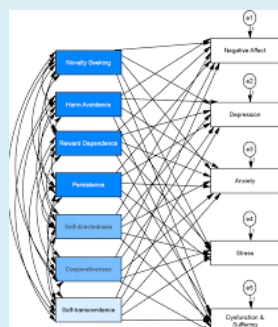 e1
Novelty Seeking
Negative Affect
e2
Harm Avoidance
Depression
Reward Dependence
e3
Persistence
Anxiety
Self-directedness
e4
Cooperativeness
Stress
Self-transcendence
e5
Dysfunction &
Suffering